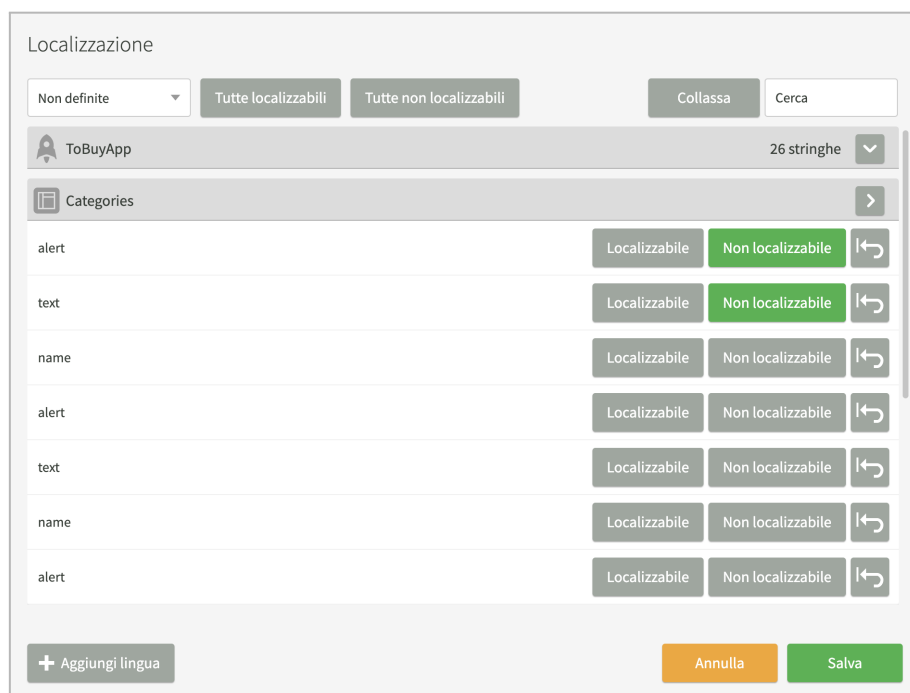 Localizzazione
Non definite Tutte localizzabili Tutte non localizzabili Collassa Cerca
ToBuyApp 26 stringhe
Categories
alert Localizzabile Non localizzabile
text Localizzabile Non localizzabile
name Localizzabile Non localizzabile
alert Localizzabile Non localizzabile
text Localizzabile Non localizzabile
name Localizzabile Non localizzabile
alert Localizzabile Non localizzabile
Aggiungi lingua Annulla Salva